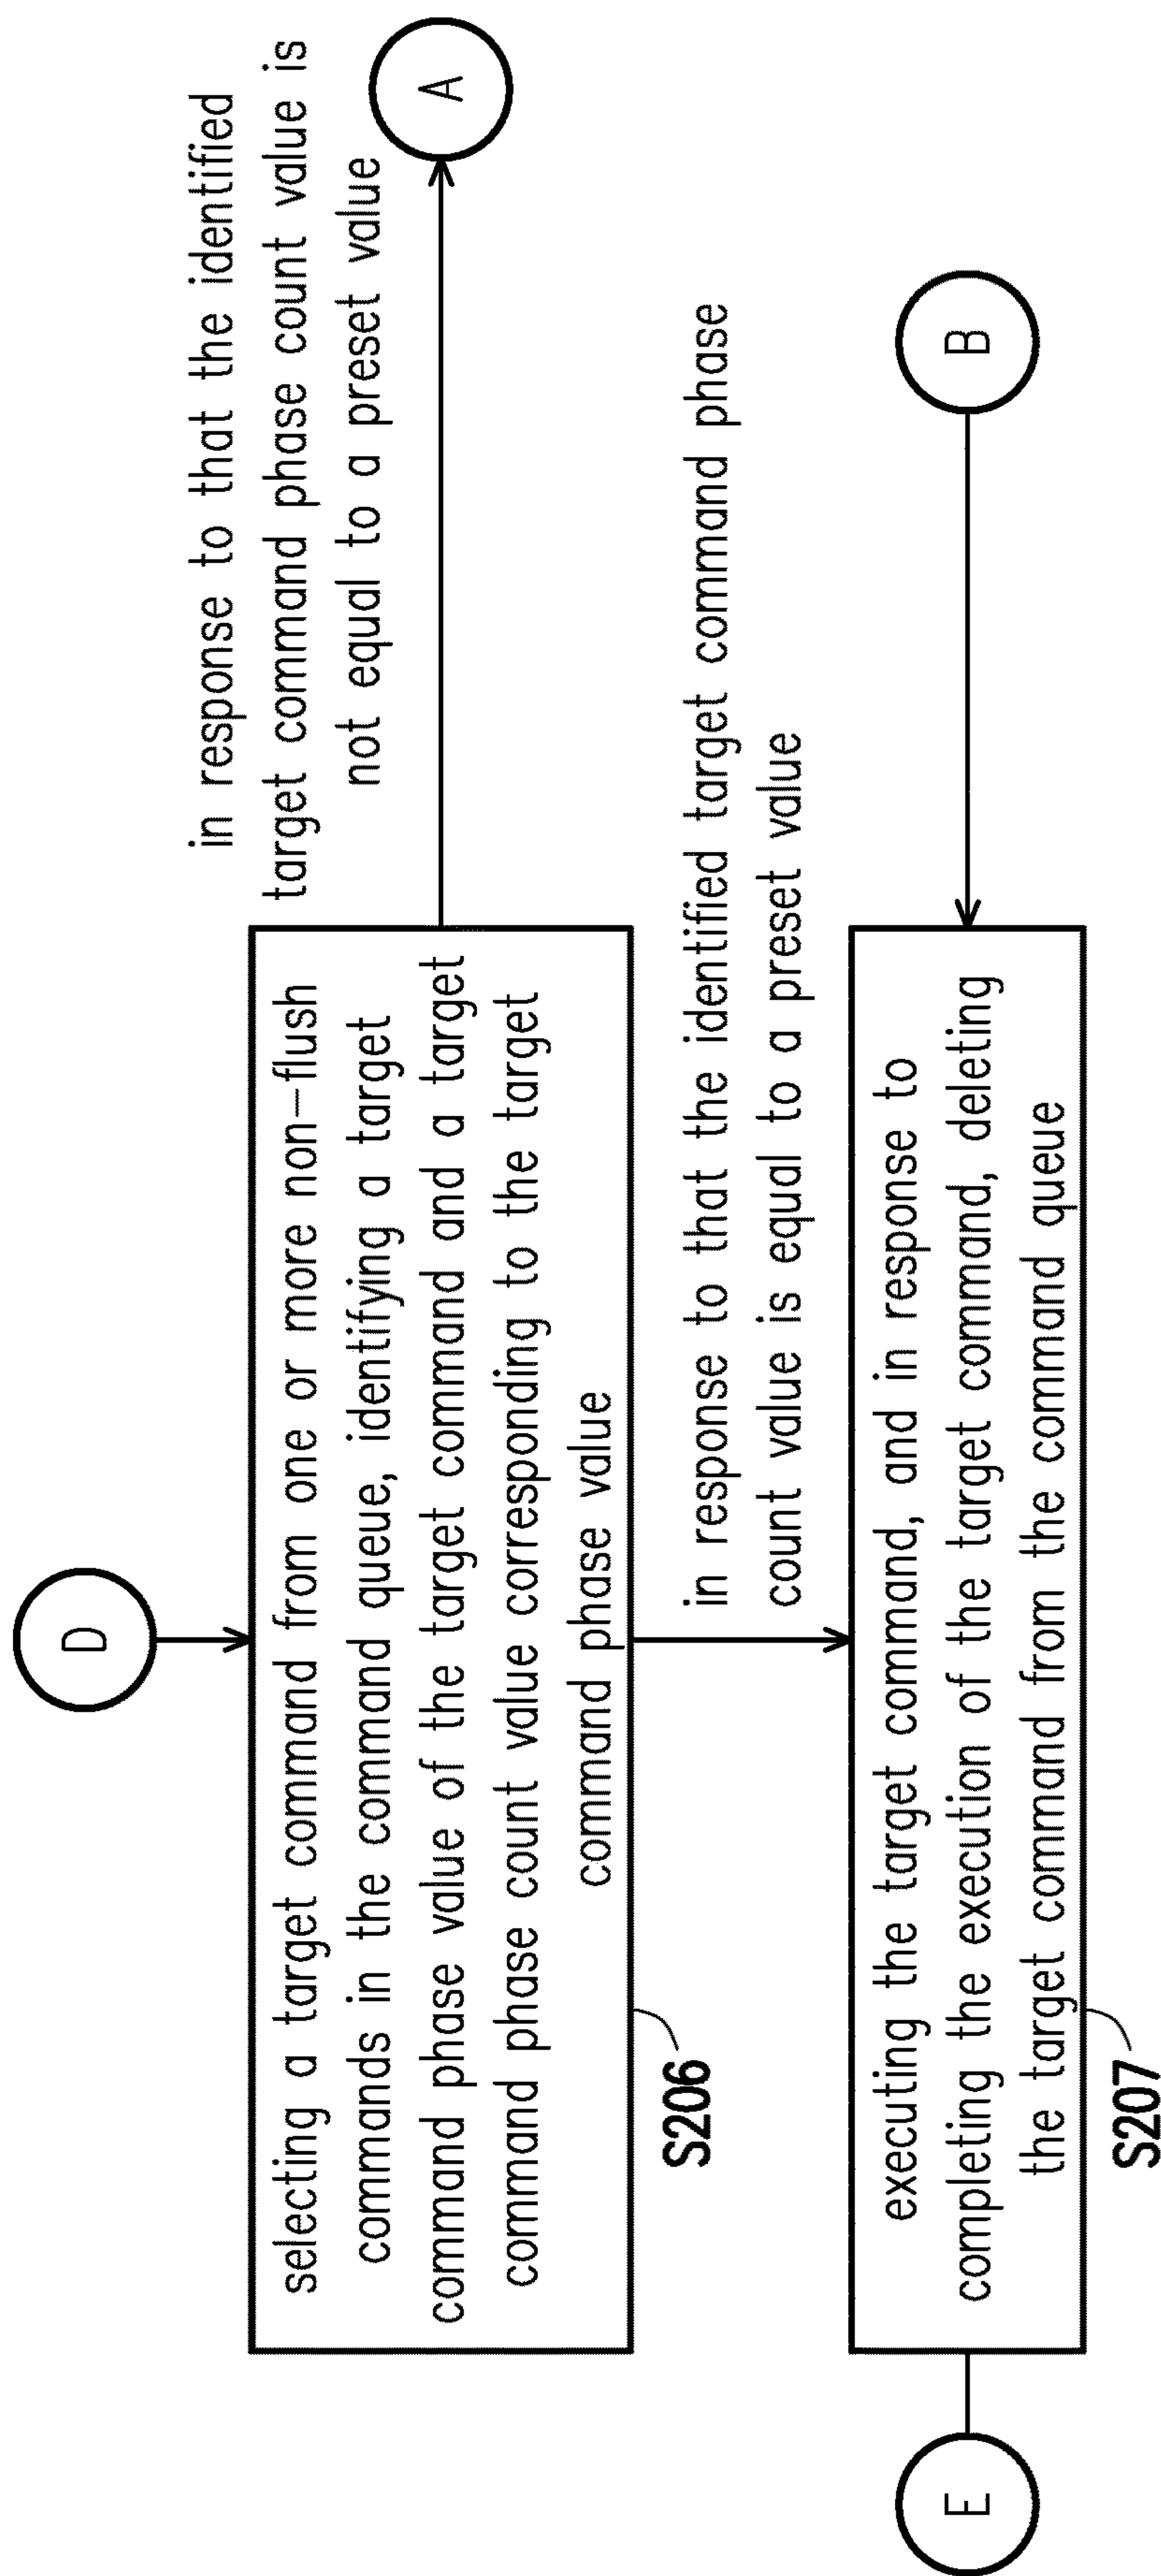 D
selecting a target command from one or more non-flush
commands in the command queue, identifying a target
command phase value of the target command and a target
command phase count value corresponding to the target
command phase value
S206
in response to that the identified
target command phase count value is
not equal to a preset value
A
in response to that the identified target command phase
count value is equal to a preset value
executing the target command, and in response to
completing the execution of the target command, deleting
the target command from the command queue
S207
B
E